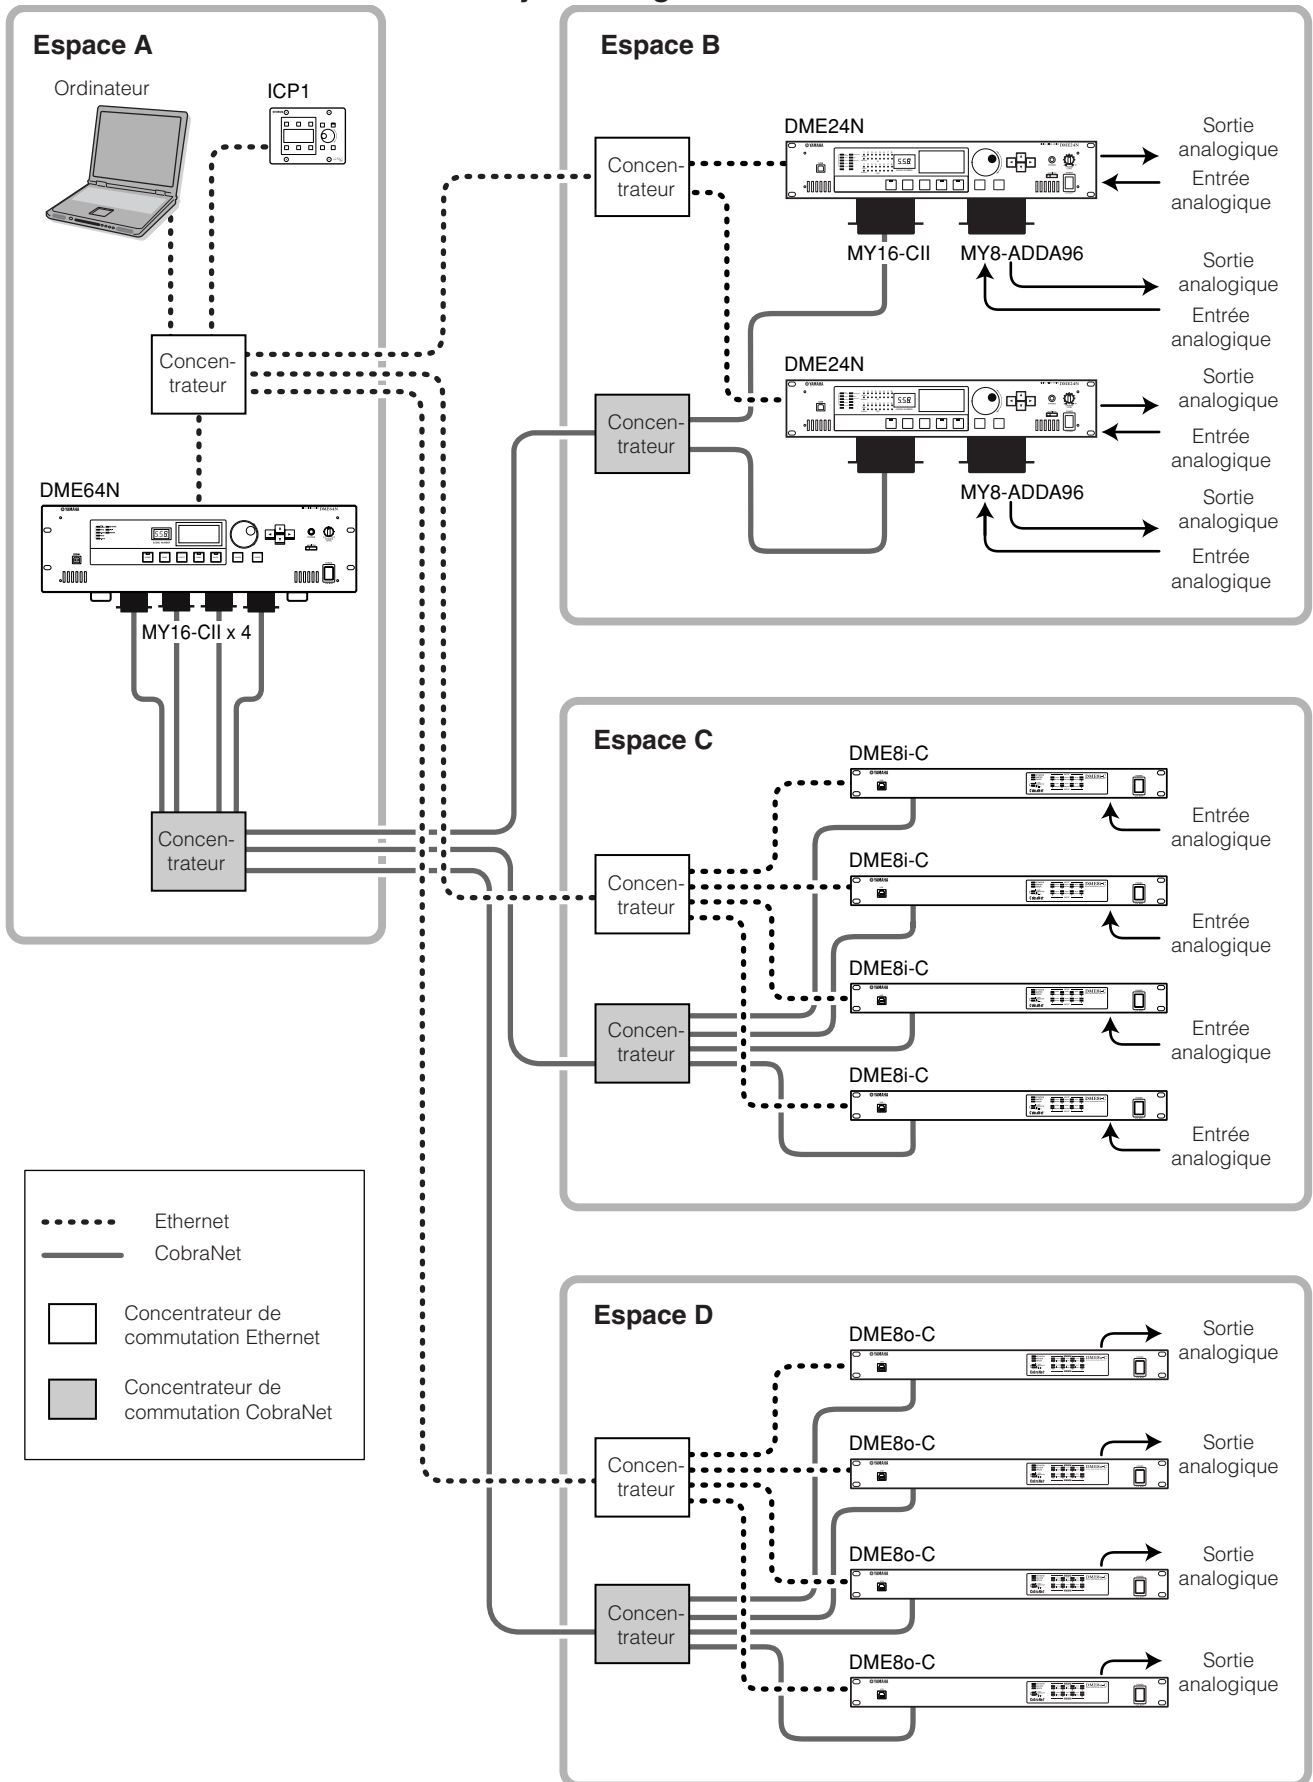 Espace A
Ordinateur
ICP1
Concen-
trateur
DME64N
MY16-CII x 4
Concen-
trateur
Espace B
Concen-
trateur
DME24N
Sortie
analogique
Entrée
analogique
MY16-CII
MY8-ADDA96
Sortie
analogique
Entrée
analogique
Concen-
trateur
DME24N
Sortie
analogique
Entrée
analogique
MY8-ADDA96
Sortie
analogique
Entrée
analogique
Espace C
Concen-
trateur
Concen-
trateur
DME8i-C
Entrée
analogique
DME8i-C
Entrée
analogique
DME8i-C
Entrée
analogique
DME8i-C
Entrée
analogique
Ethernet
CobraNet
Concentrateur de
commutation Ethernet
Concentrateur de
commutation CobraNet
Espace D
Concen-
trateur
Concen-
trateur
DME8o-C
Sortie
analogique
DME8o-C
Sortie
analogique
DME8o-C
Sortie
analogique
DME8o-C
Sortie
analogique